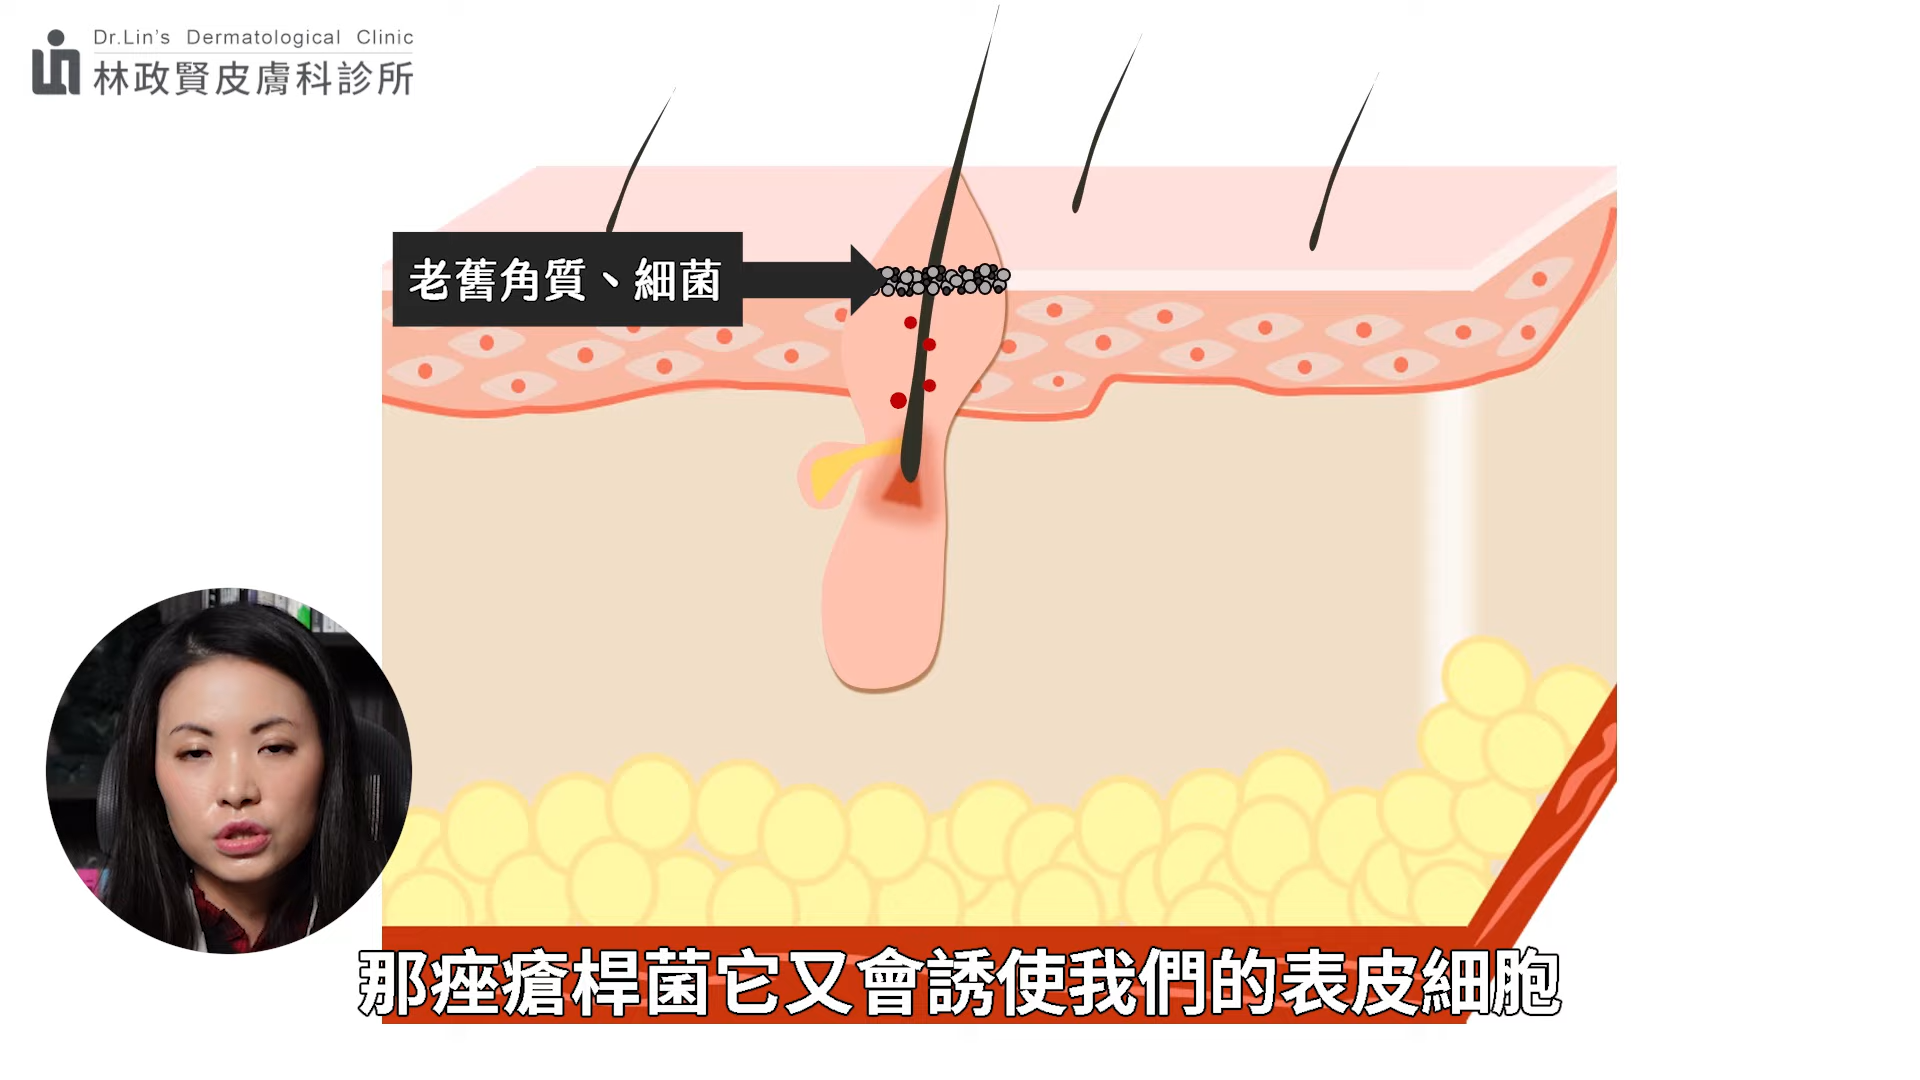 Dr.Lin's Dermatological Clinic
林政賢皮膚科診所
老舊角質、細菌
那痤瘡桿菌它又會誘使我們的表皮細胞